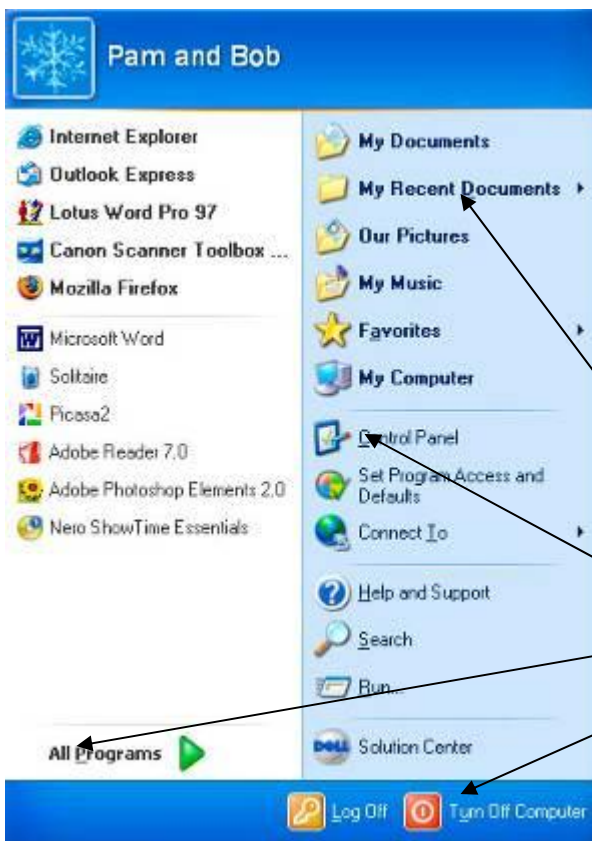 Pam and Bob
Internet Explorer
Outlook Express
Lotus Word Pro 97
Canon Scanner Toolbox ...
Mozilla Firefox
Microsoft Word
Solitaire
Picasa2
Adobe Reader 7.0
Adobe Photoshop Elements 2.0
Nero ShowTime Essentials
All Programs
My Documents
My Recent Documents
Our Pictures
My Music
Favorites
My Computer
Control Panel
Set Program Access and
Defaults
Connect To
Help and Support
Search
Run...
DELL Solution Center
Log Off
Turn Off Computer